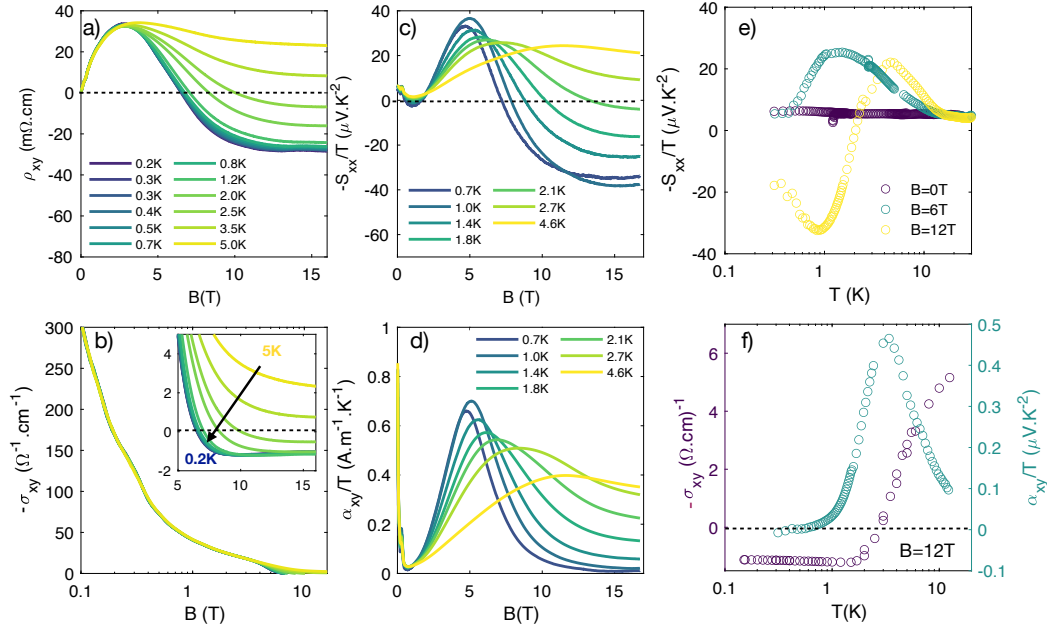 a)
40
20
0
-20
-40
-60
-80
ρxy (mΩ.cm)
0.2K
0.3K
0.3K
0.4K
0.5K
0.7K
0.8K
1.2K
2.0K
2.5K
3.5K
5.0K
0
5
10
15
B(T)
c)
60
40
20
0
-20
-40
-60
-Sxx/T (μV.K-2)
0.7K
1.0K
1.4K
1.8K
2.1K
2.7K
4.6K
0
5
10
15
B (T)
e)
40
20
0
-20
-40
-Sxx/T (μV.K-2)
B=0T
B=6T
B=12T
0.1
1
10
T (K)
b)
300
250
200
150
100
50
0
-σxy (Ω-1.cm-1)
4
2
0
-2
5K
0.2K
5
10
15
0.1
1
10
B (T)
d)
1
0.8
0.6
0.4
0.2
0
αxy/T (A.m-1.K-1)
0.7K
1.0K
1.4K
1.8K
2.1K
2.7K
4.6K
0
5
10
15
B(T)
f)
6
4
2
0
-1
-σxy (Ω.cm)-1
0.5
0.4
0.3
0.2
0.1
0
-0.1
αxy/T (μV.K-2)
B=12T
0.1
1
10
T(K)